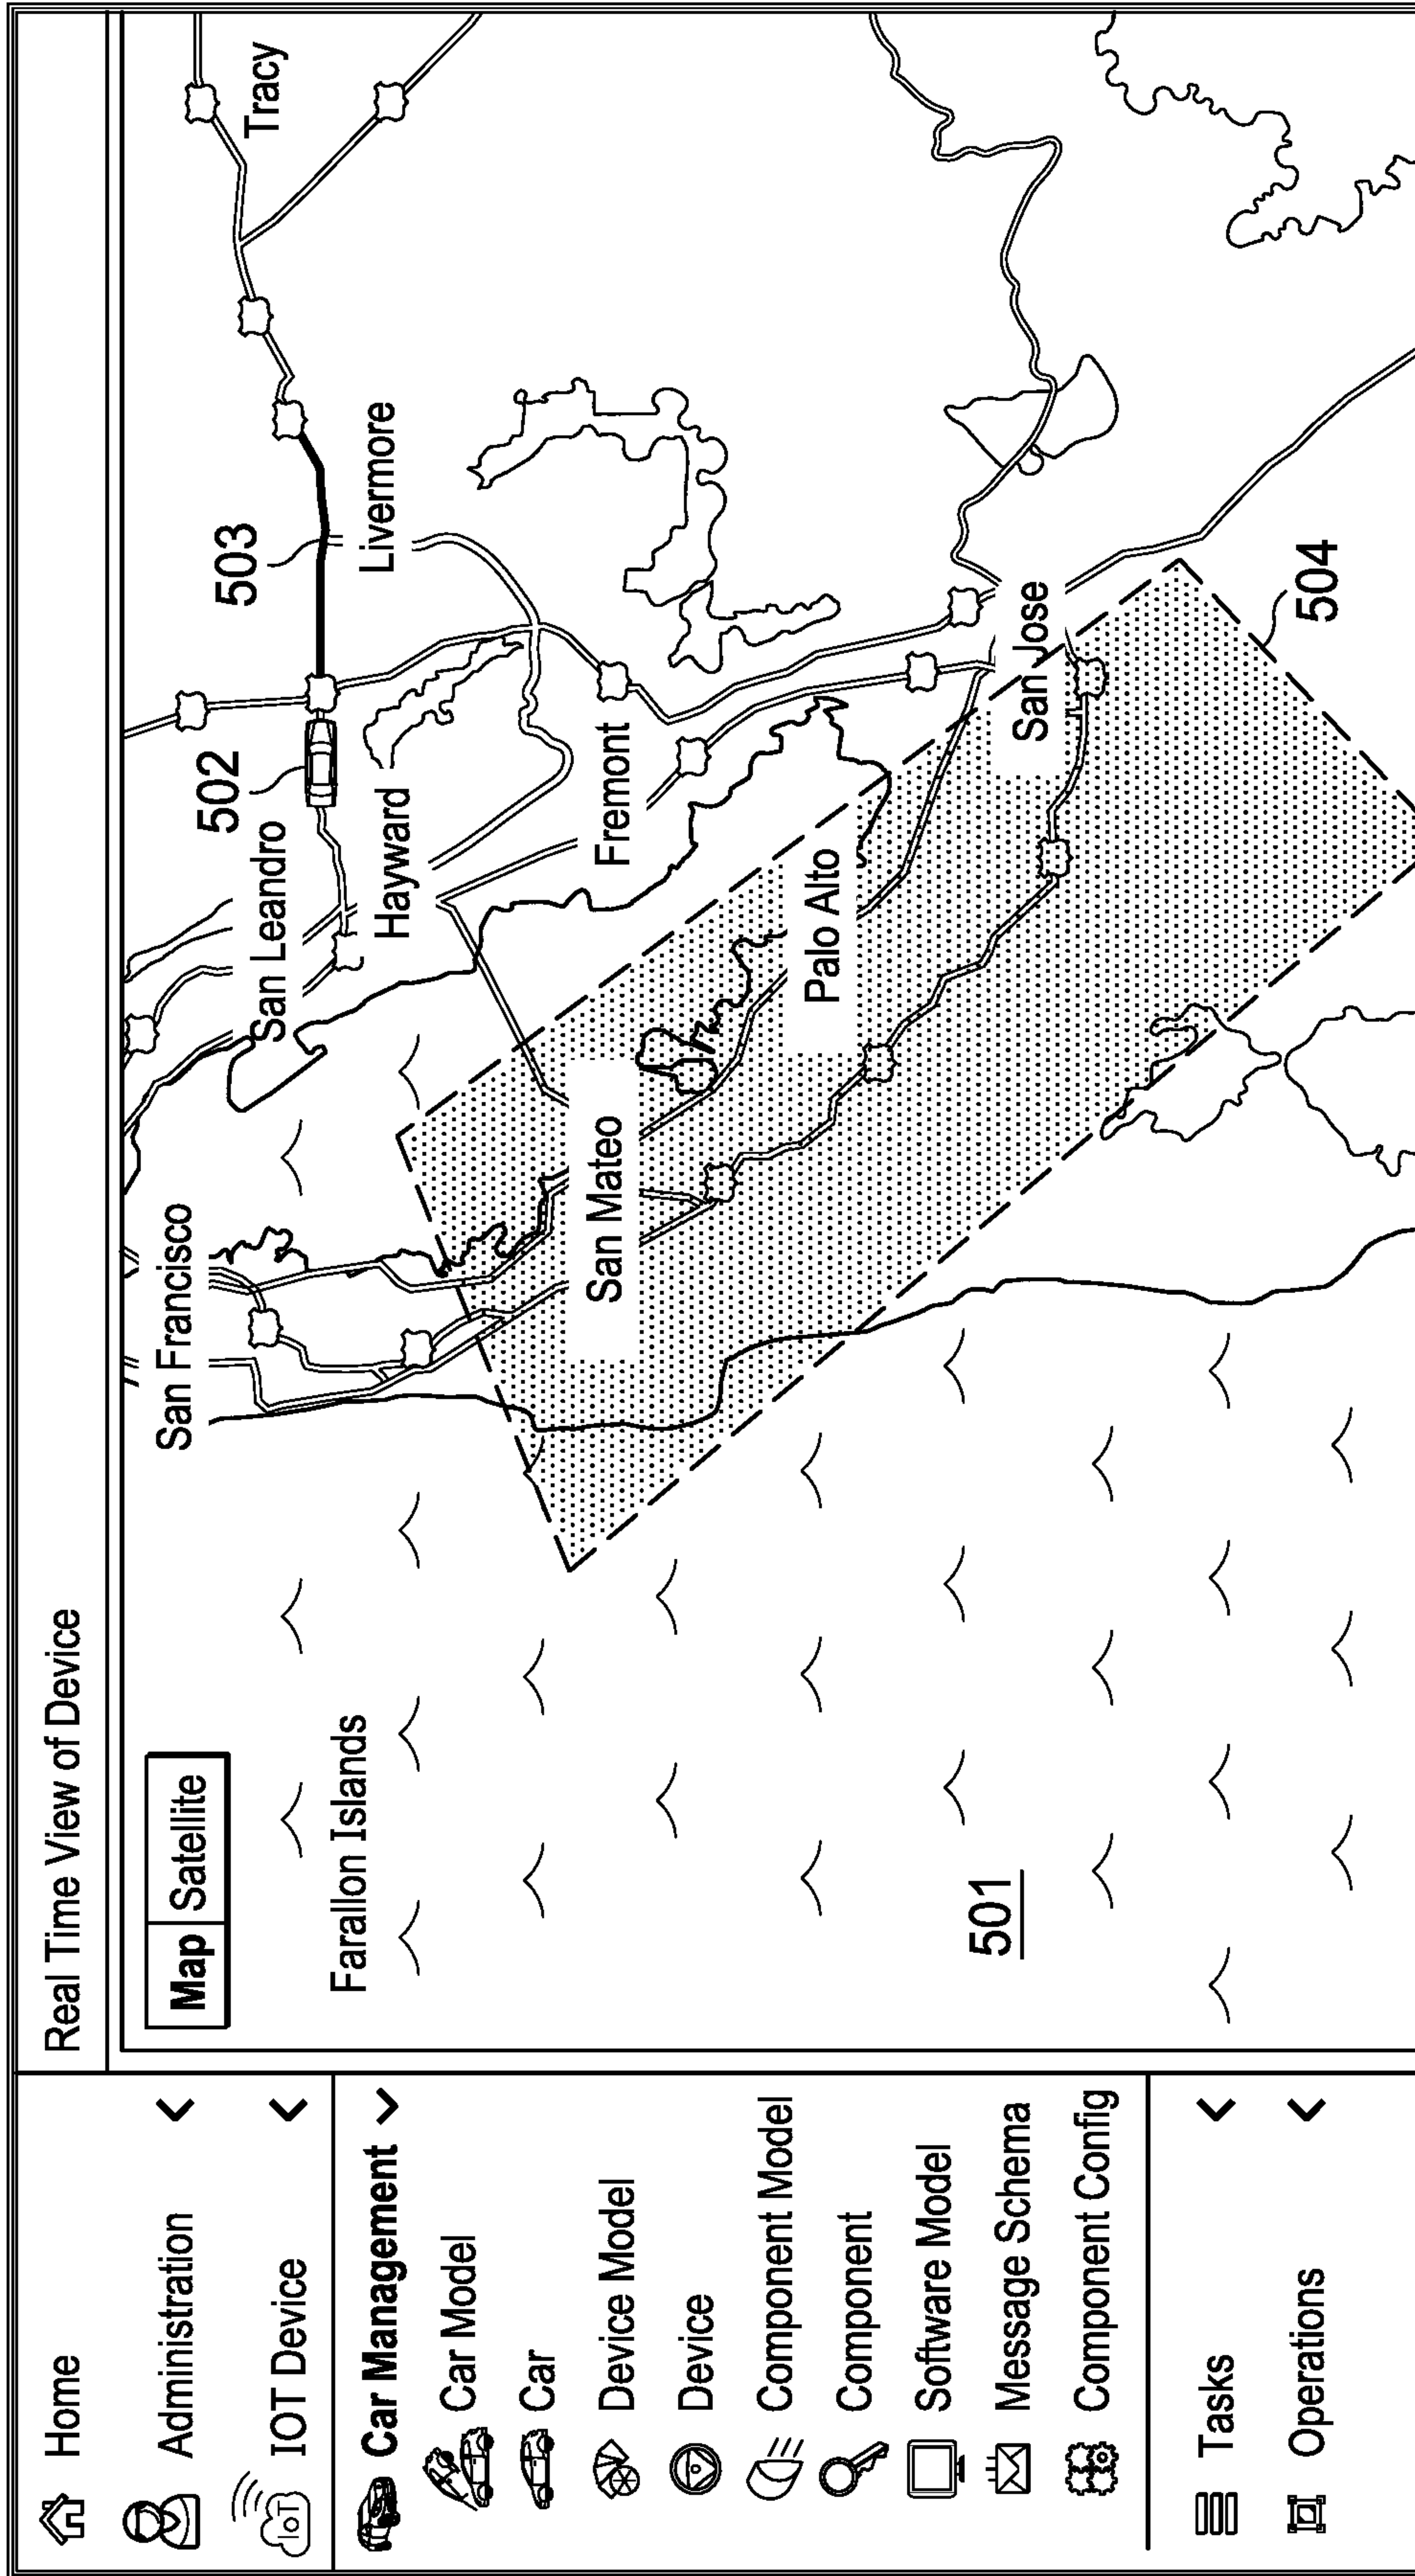 Home
Administration
IOT Device
IoT
Car Management
Car Model
Car
Device Model
Device
Component Model
Component
Software Model
Message Schema
Component Config
Tasks
Operations
Real Time View of Device
Map Satellite
Farallon Islands
San Francisco
San Leandro
502
503
Tracy
Hayward
Livermore
San Mateo
Fremont
Palo Alto
San Jose
501
504